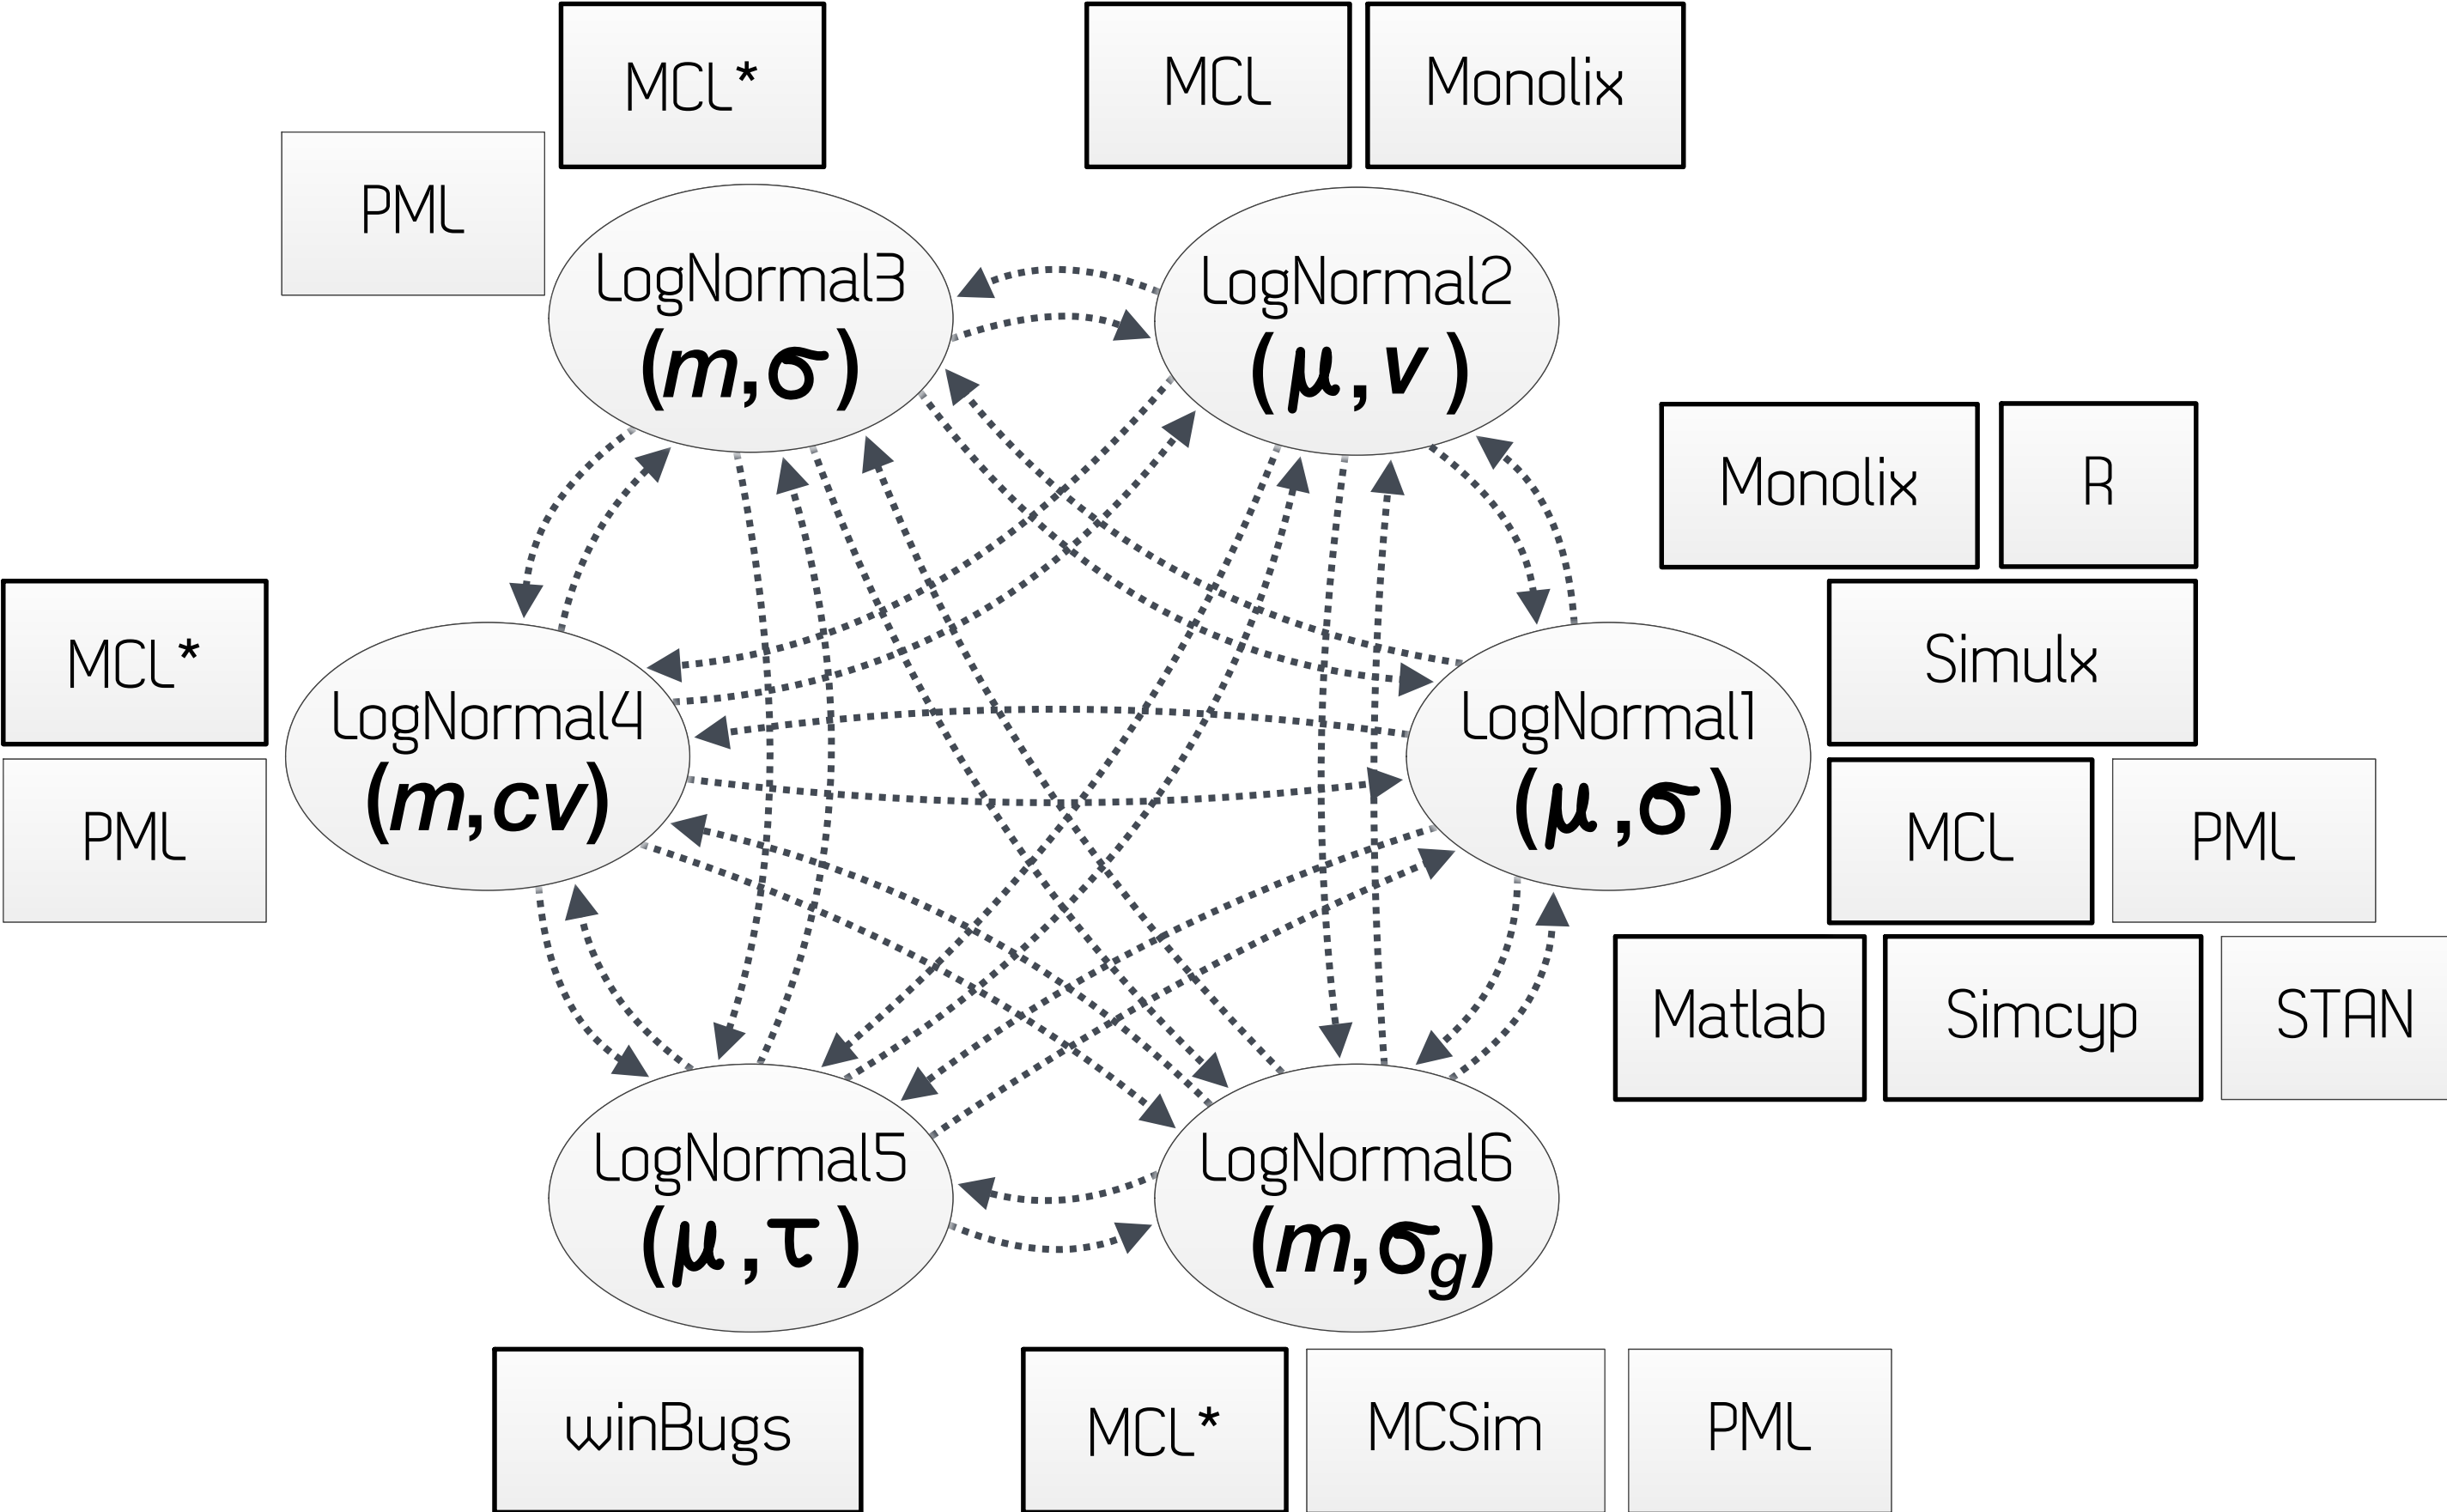 MCL*
MCL
Monolix
PML
LogNormal3
(m,σ)
LogNormal2
(μ,v)
Monolix
R
MCL*
Simulx
LogNormal4
(m,cv)
LogNormal1
(μ,σ)
PML
MCL
PML
Matlab
Simcyp
STAN
LogNormal5
(μ,τ)
LogNormal6
(m,σg)
winBugs
MCL*
MCSim
PML